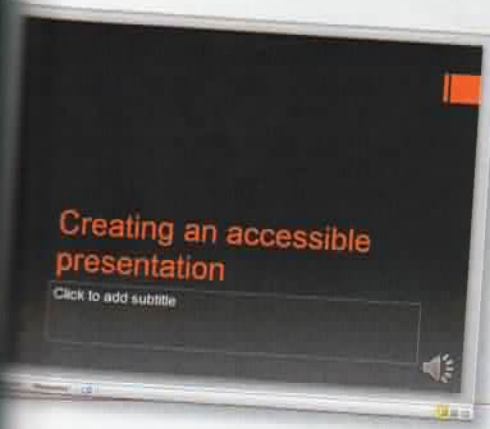 Creating an accessible
presentation
Click to add subtitle